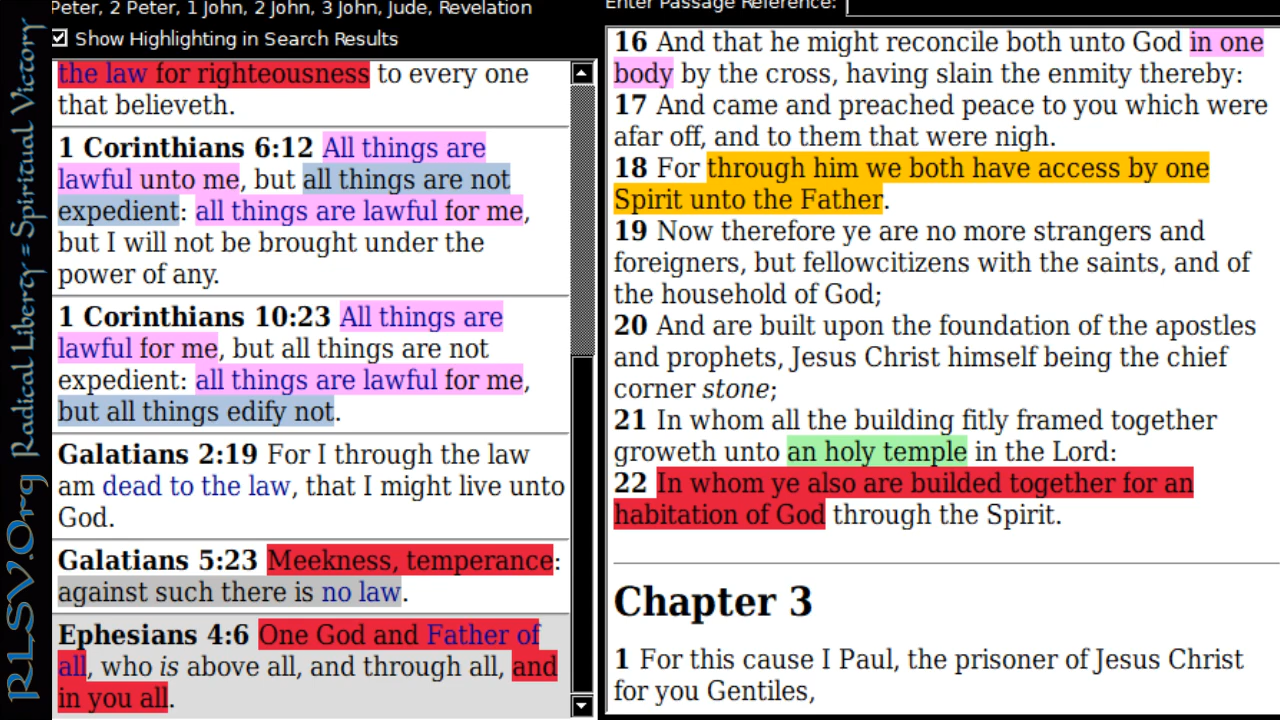 RLSV.Org Radical Liberty = Spiritual Victory
Peter, 2 Peter, 1 John, 2 John, 3 John, Jude, Revelation
Show Highlighting in Search Results
the law for righteousness to every one
that believeth.
1 Corinthians 6:12 All things are
lawful unto me, but all things are not
expedient: all things are lawful for me,
but I will not be brought under the
power of any.
1 Corinthians 10:23 All things are
lawful for me, but all things are not
expedient: all things are lawful for me,
but all things edify not.
Galatians 2:19 For I through the law
am dead to the law, that I might live unto
God.
Galatians 5:23 Meekness, temperance:
against such there is no law.
Ephesians 4:6 One God and Father of
all, who is above all, and through all, and
in you all.
Enter Passage Reference:
16 And that he might reconcile both unto God in one
body by the cross, having slain the enmity thereby:
17 And came and preached peace to you which were
afar off, and to them that were nigh.
18 For through him we both have access by one
Spirit unto the Father.
19 Now therefore ye are no more strangers and
foreigners, but fellowcitizens with the saints, and of
the household of God;
20 And are built upon the foundation of the apostles
and prophets, Jesus Christ himself being the chief
corner stone;
21 In whom all the building fitly framed together
groweth unto an holy temple in the Lord:
22 In whom ye also are builded together for an
habitation of God through the Spirit.
Chapter 3
1 For this cause I Paul, the prisoner of Jesus Christ
for you Gentiles,